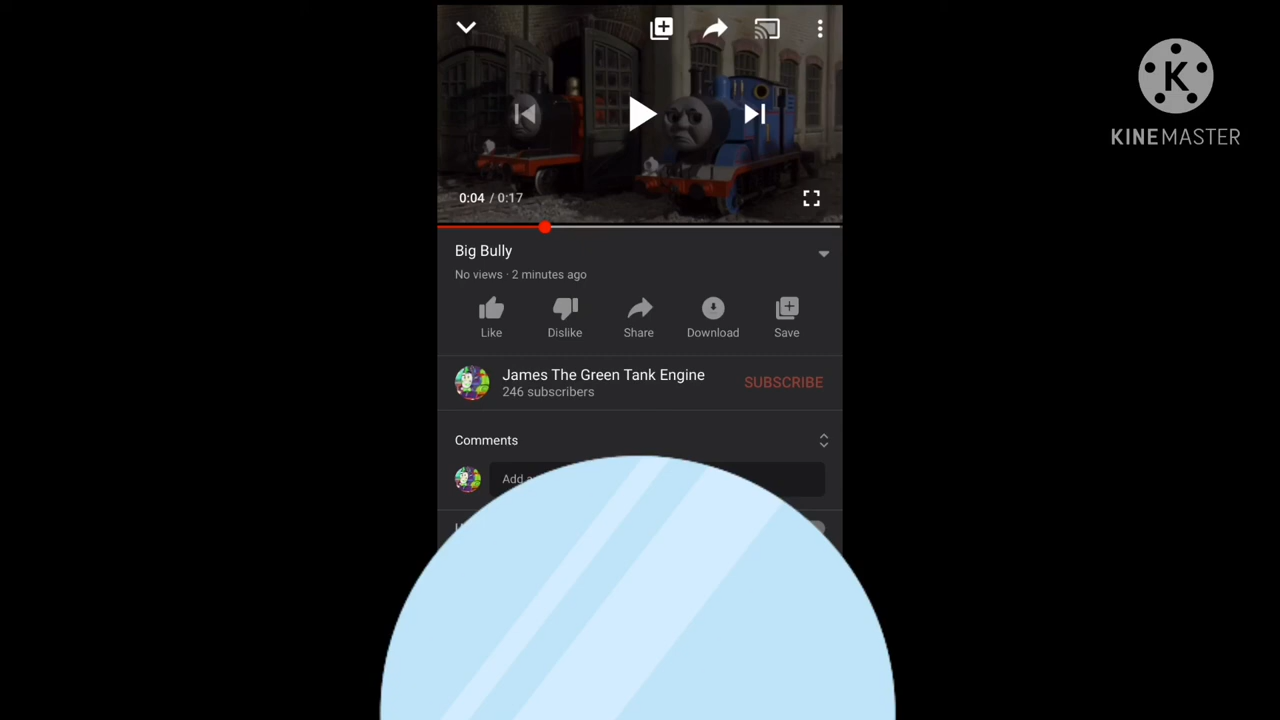 KINEMASTER
0:04 / 0:17
Big Bully
No views · 2 minutes ago
Like Dislike Share Download Save
James The Green Tank Engine
246 subscribers
SUBSCRIBE
Comments
Add